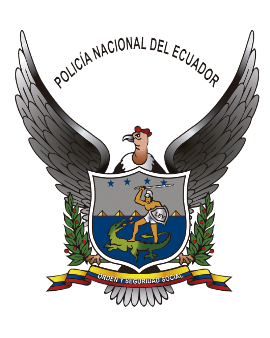 POLICÍA NACIONAL DEL ECUADOR
ORDEN Y SEGURIDAD SOCIAL